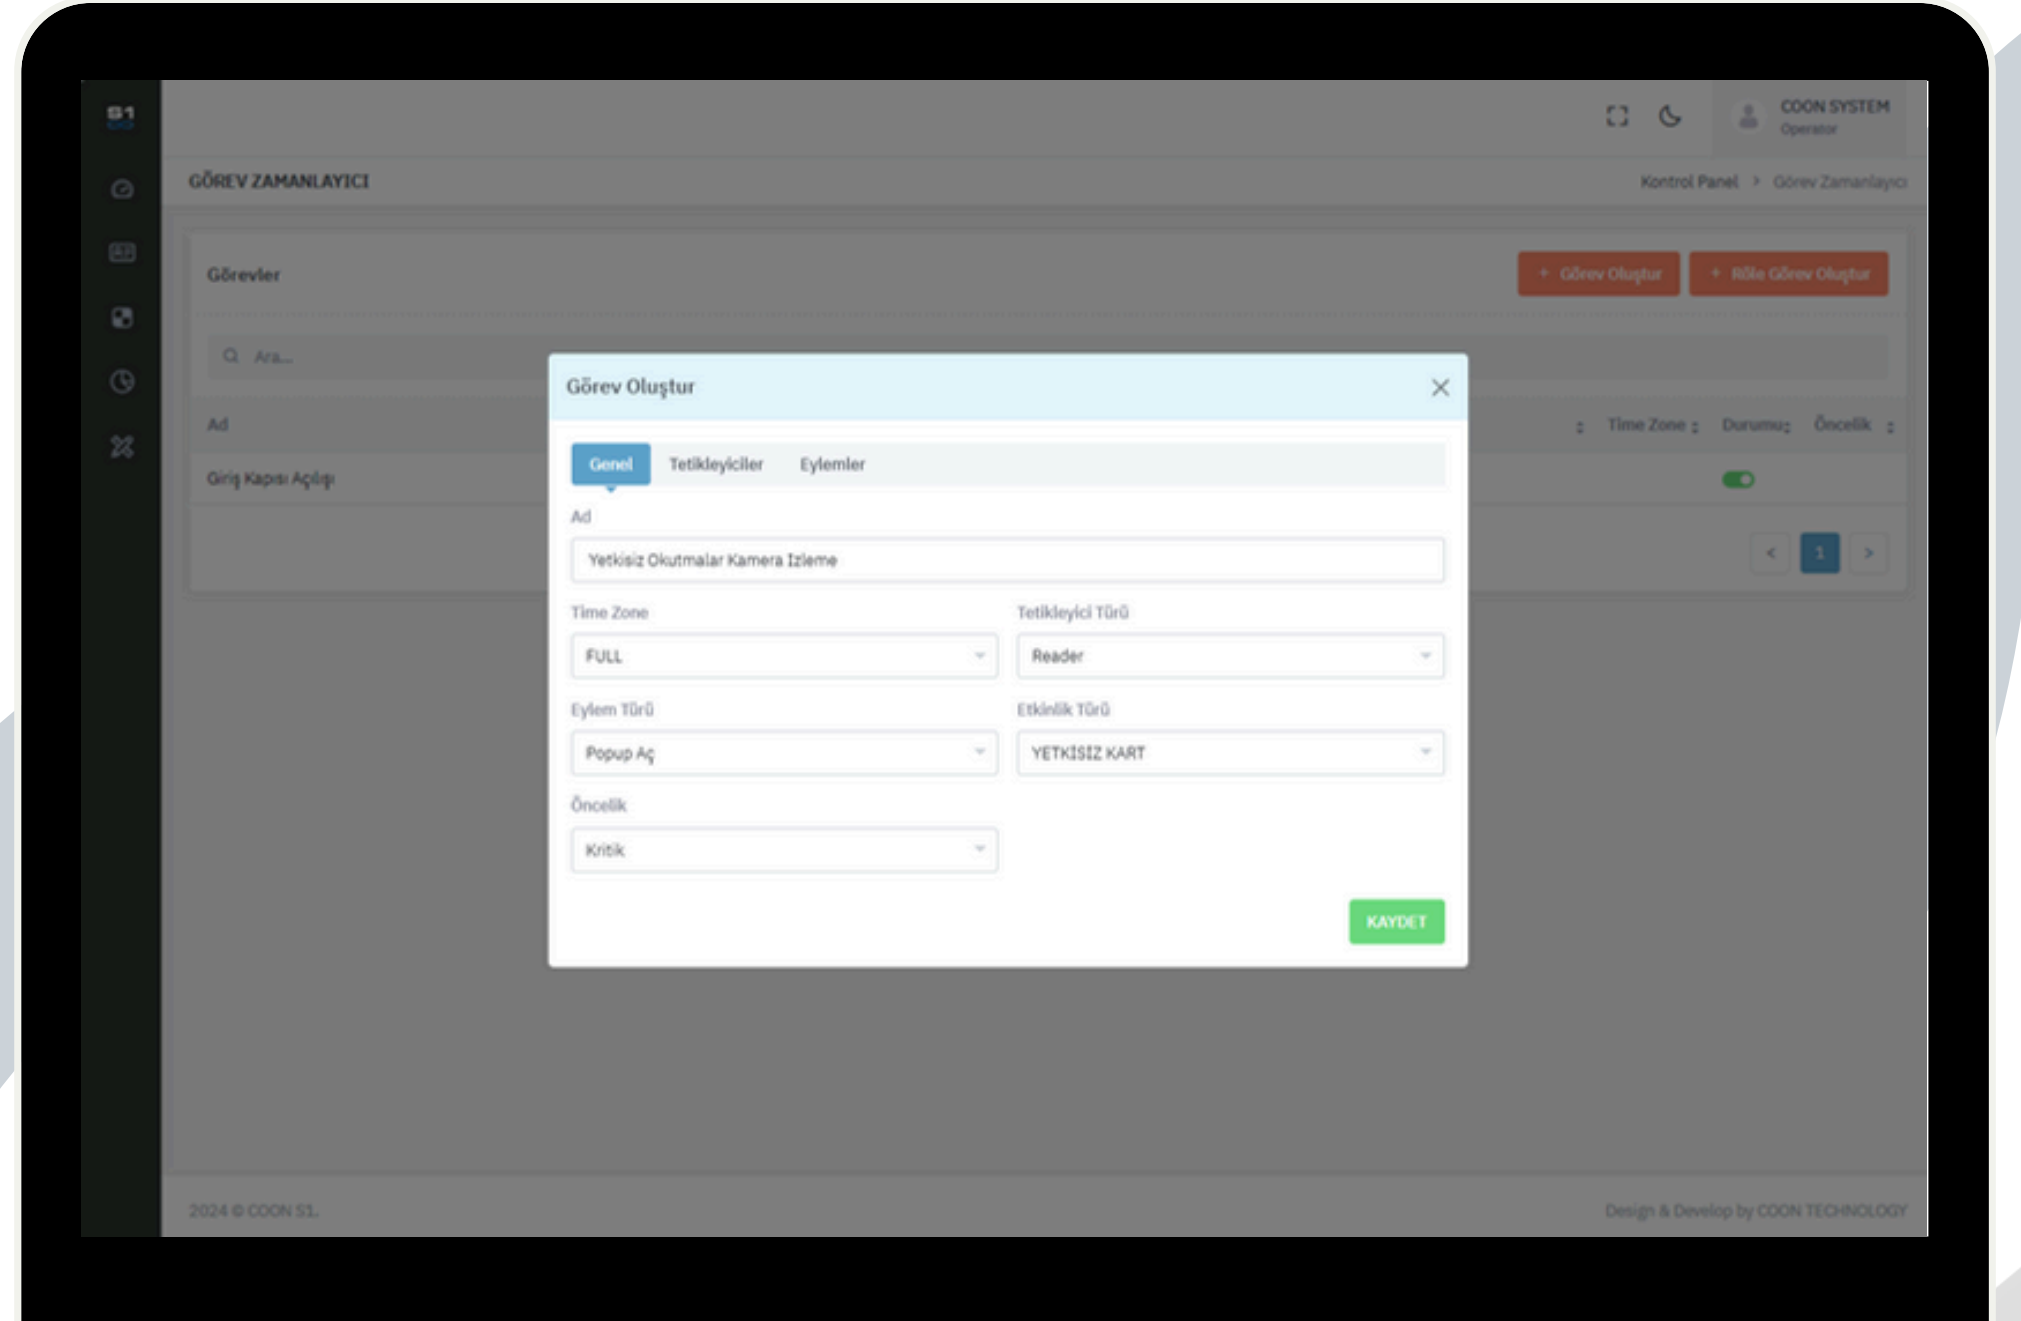 S1
COON SYSTEM
Operator
GÖREV ZAMANLAYICI
Kontrol Panel > Görev Zamanlayıcı
Görevler
+ Görev Oluştur
+ Röle Görev Oluştur
Ara...
Ad
Time Zone
Durumu
Öncelik
Giriş Kapısı Açılışı
< 1 >
Görev Oluştur
Genel
Tetikleyiciler
Eylemler
Ad
Yetkisiz Okutmalar Kamera Izleme
Time Zone
Tetikleyici Türü
FULL
Reader
Eylem Türü
Etkinlik Türü
Popup Aç
YETKİSİZ KART
Öncelik
Kritik
KAYDET
2024 © COON S1.
Design & Develop by COON TECHNOLOGY